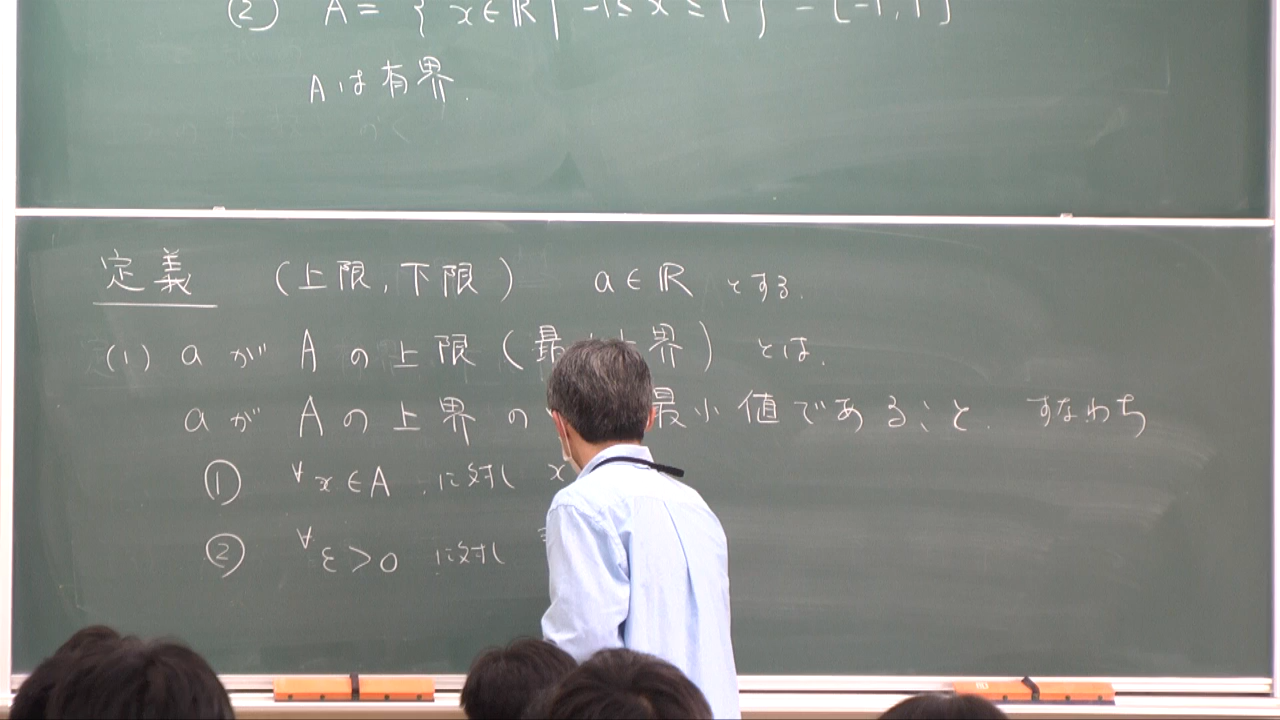 ② A = { x∈ℝ | -1≤x≤1 } = [-1,1]
Aは有界.
定義 (上限,下限) a∈ℝ とする.
(1) a が A の上限(最 上界) とは,
a が A の上界の 最小値であること. すなわち
① ∀x∈A に対し x
② ∀ε>0 に対し ∃